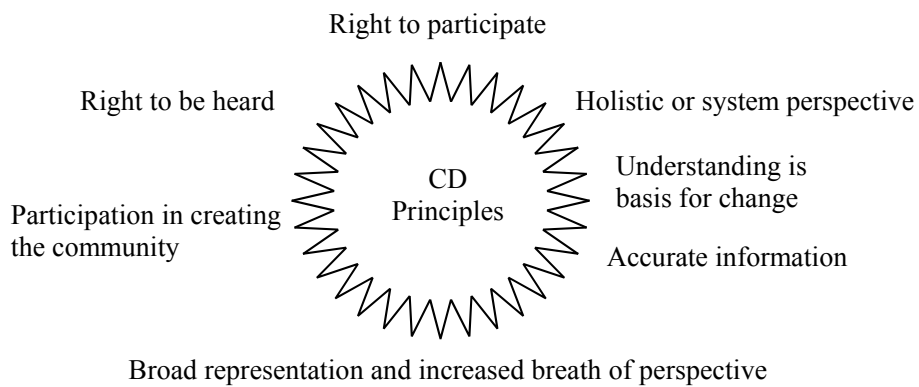 Right to participate
Right to be heard
Holistic or system perspective
CD
Principles
Understanding is
basis for change
Participation in creating
the community
Accurate information
Broad representation and increased breath of perspective